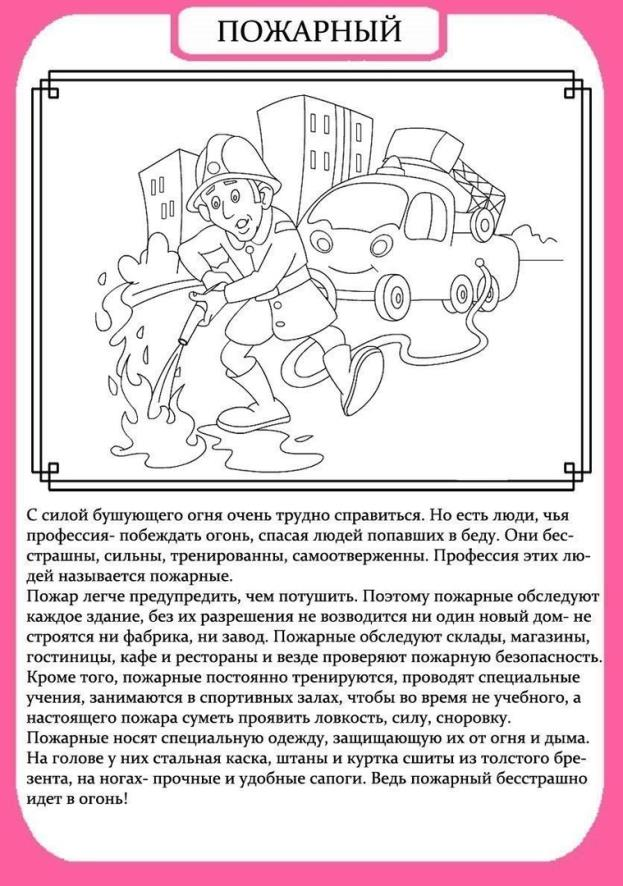 ПОЖАРНЫЙ
С силой бушующего огня очень трудно справиться. Но есть люди, чья
профессия- побеждать огонь, спасая людей попавших в беду. Они бес-
страшны, сильны, тренированны, самоотверженны. Профессия этих лю-
дей называется пожарные.
Пожар легче предупредить, чем потушить. Поэтому пожарные обследуют
каждое здание, без их разрешения не возводится ни один новый дом- не
строятся ни фабрика, ни завод. Пожарные обследуют склады, магазины,
гостиницы, кафе и рестораны и везде проверяют пожарную безопасность.
Кроме того, пожарные постоянно тренируются, проводят специальные
учения, занимаются в спортивных залах, чтобы во время не учебного, а
настоящего пожара суметь проявить ловкость, силу, сноровку.
Пожарные носят специальную одежду, защищающую их от огня и дыма.
На голове у них стальная каска, штаны и куртка сшиты из толстого бре-
зента, на ногах- прочные и удобные сапоги. Ведь пожарный бесстрашно
идет в огонь!